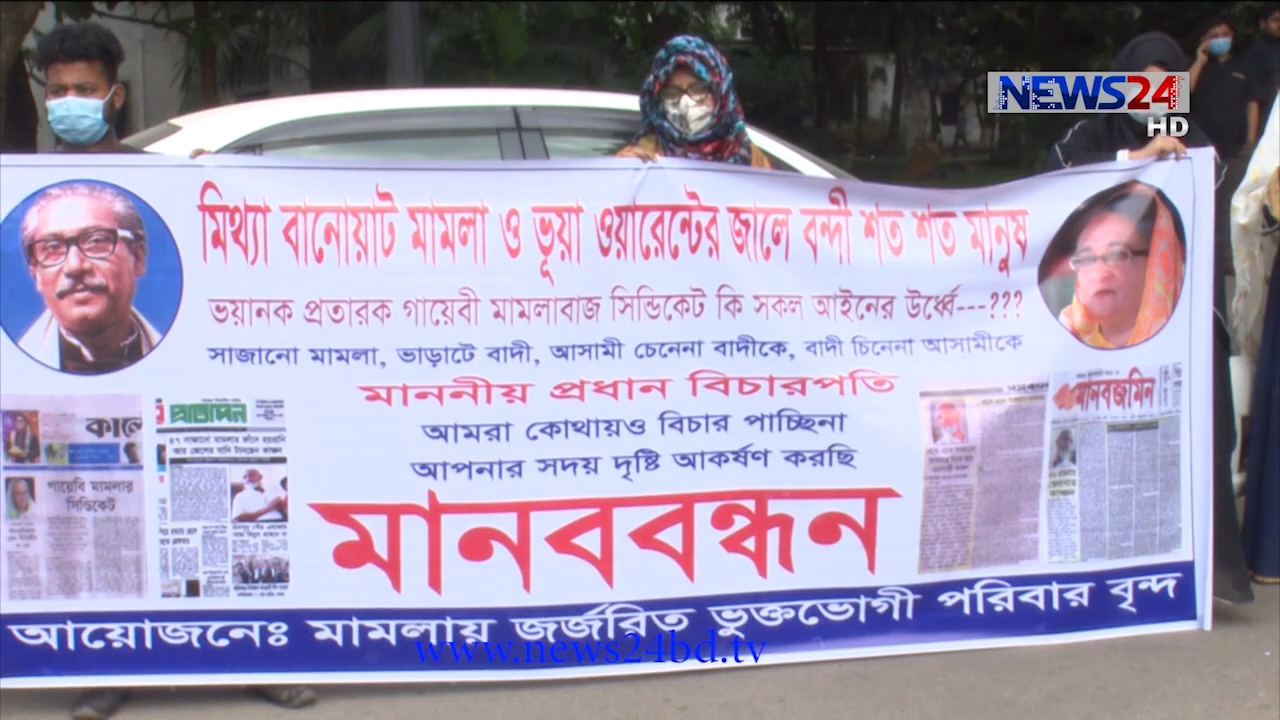 NEWS24
HD
মিথ্যা বানোয়াট মামলা ও ভূয়া ওয়ারেন্টের জালে বন্দী শত শত মানুষ
ভয়ানক প্রতারক গায়েবী মামলাবাজ সিন্ডিকেট কি সকল আইনের উর্ধ্বে---???
সাজানো মামলা, ভাড়াটে বাদী, আসামী চেনেনা বাদীকে, বাদী চিনেনা আসামীকে
মাননীয় প্রধান বিচারপতি
আমরা কোথায়ও বিচার পাচ্ছিনা
আপনার সদয় দৃষ্টি আকর্ষণ করছি
মানববন্ধন
গায়েবি মামলার
সিন্ডিকেট
৪৭ সাজানো মামলার
মানবজমিন
আয়োজনেঃ মামলায় জর্জরিত ভুক্তভোগী পরিবার বৃন্দ
www.news24bd.tv